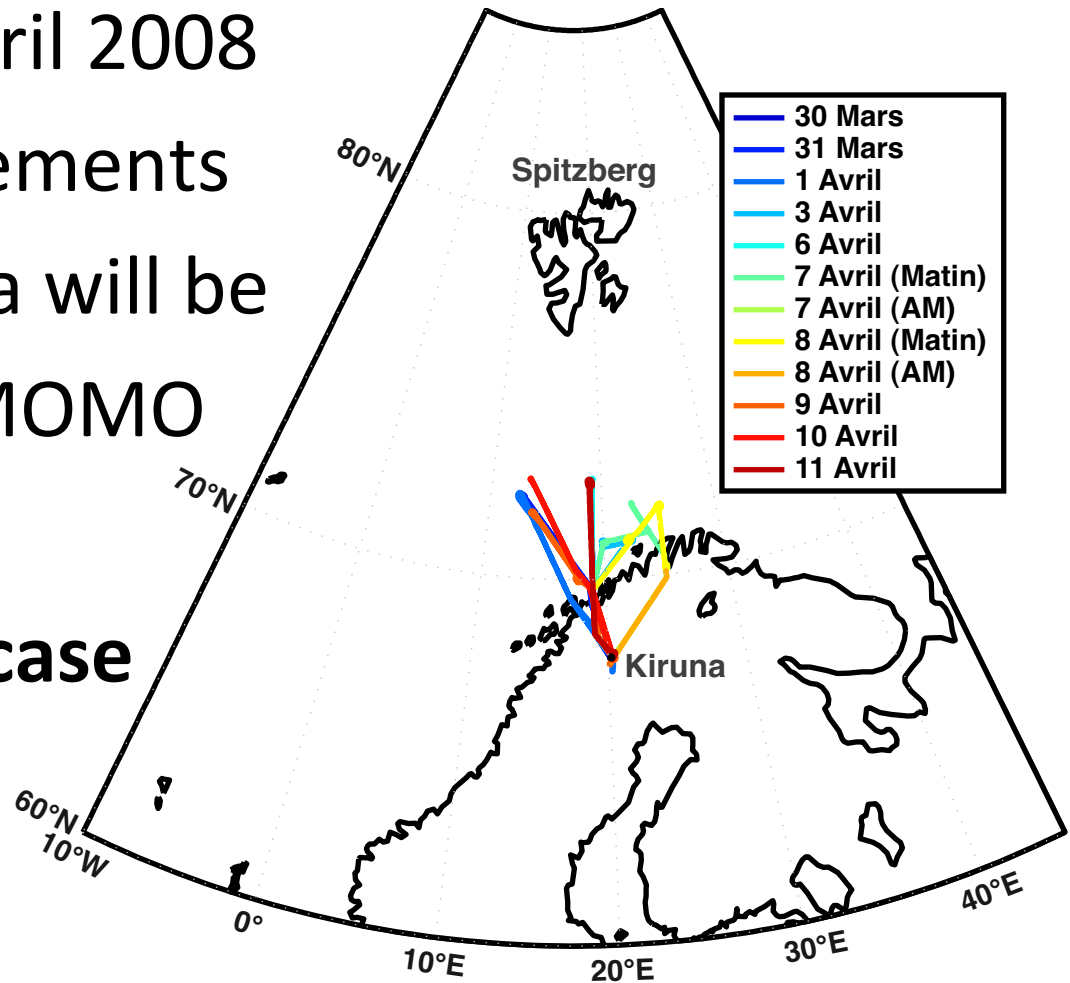 ril 2008
ements
a will be
MOMO
case
80°N
70°N
60°N
10°W
0°
10°E
20°E
30°E
40°E
Spitzberg
Kiruna
30 Mars
31 Mars
1 Avril
3 Avril
6 Avril
7 Avril (Matin)
7 Avril (AM)
8 Avril (Matin)
8 Avril (AM)
9 Avril
10 Avril
11 Avril